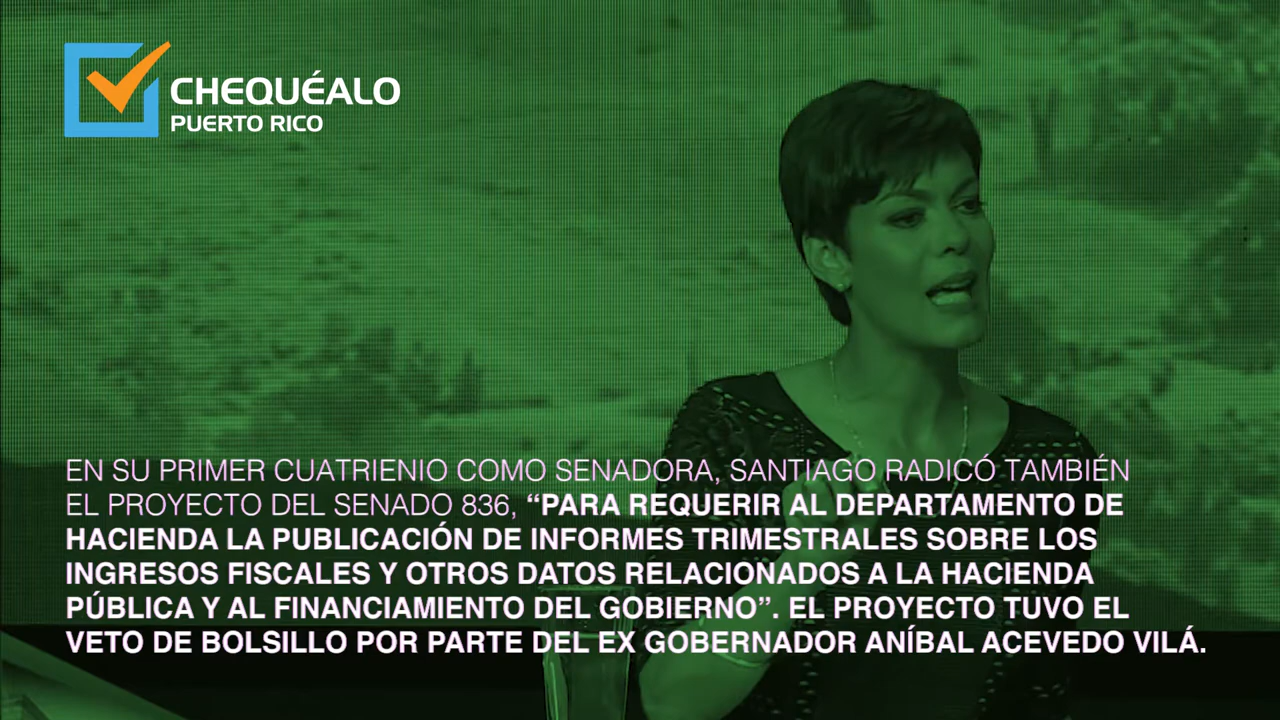 CHEQUÉALO
PUERTO RICO
EN SU PRIMER CUATRIENIO COMO SENADORA, SANTIAGO RADICÓ TAMBIÉN
EL PROYECTO DEL SENADO 836, “PARA REQUERIR AL DEPARTAMENTO DE
HACIENDA LA PUBLICACIÓN DE INFORMES TRIMESTRALES SOBRE LOS
INGRESOS FISCALES Y OTROS DATOS RELACIONADOS A LA HACIENDA
PÚBLICA Y AL FINANCIAMIENTO DEL GOBIERNO”. EL PROYECTO TUVO EL
VETO DE BOLSILLO POR PARTE DEL EX GOBERNADOR ANÍBAL ACEVEDO VILÁ.